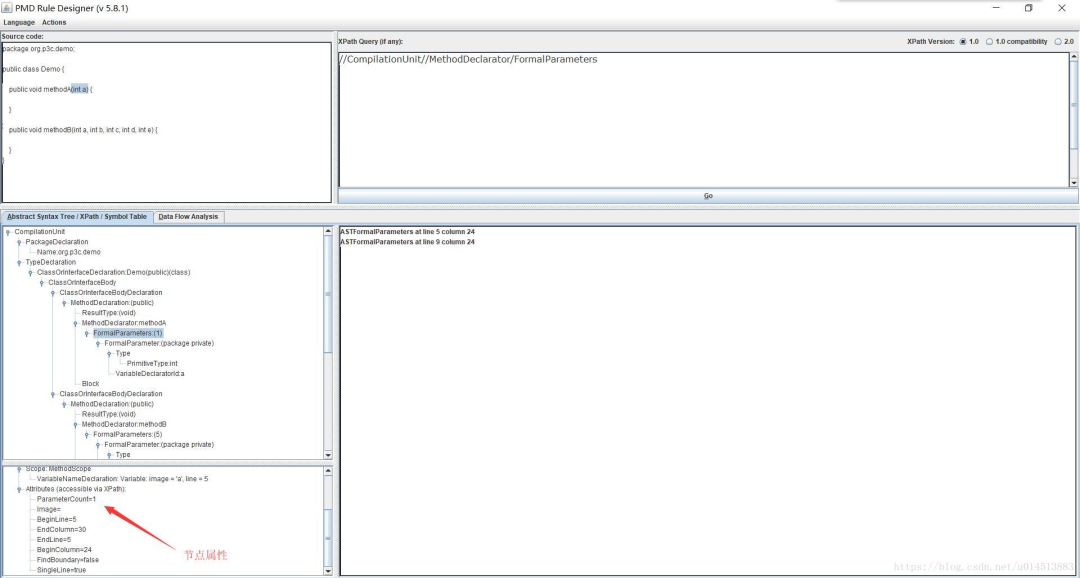 PMD Rule Designer (v 5.8.1)
Language Actions
Source code:
package org.p3c.demo;
public class Demo {
public void methodA(int a) {
}
public void methodB(int a, int b, int c, int d, int e) {
}
}
XPath Query (if any):
XPath Version: 1.0 1.0 compatibility 2.0
//CompilationUnit//MethodDeclarator/FormalParameters
Go
Abstract Syntax Tree / XPath / Symbol Table Data Flow Analysis
CompilationUnit
PackageDeclaration
Name:org.p3c.demo
TypeDeclaration
ClassOrInterfaceDeclaration:Demo(public)(class)
ClassOrInterfaceBody
ClassOrInterfaceBodyDeclaration
MethodDeclaration:(public)
ResultType:(void)
MethodDeclarator:methodA
FormalParameters:(1)
FormalParameter:(package private)
Type
PrimitiveType:int
VariableDeclaratorId:a
Block
ClassOrInterfaceBodyDeclaration
MethodDeclaration:(public)
ResultType:(void)
MethodDeclarator:methodB
FormalParameters:(5)
FormalParameter:(package private)
Type
ASTFormalParameters at line 5 column 24
ASTFormalParameters at line 9 column 24
Scope: MethodScope
VariableNameDeclaration: Variable: image = 'a', line = 5
Attributes (accessible via XPath):
ParameterCount=1
Image=
BeginLine=5
EndColumn=30
EndLine=5
BeginColumn=24
FindBoundary=false
SingleLine=true
节点属性
https://blog.csdn.net/u014513883